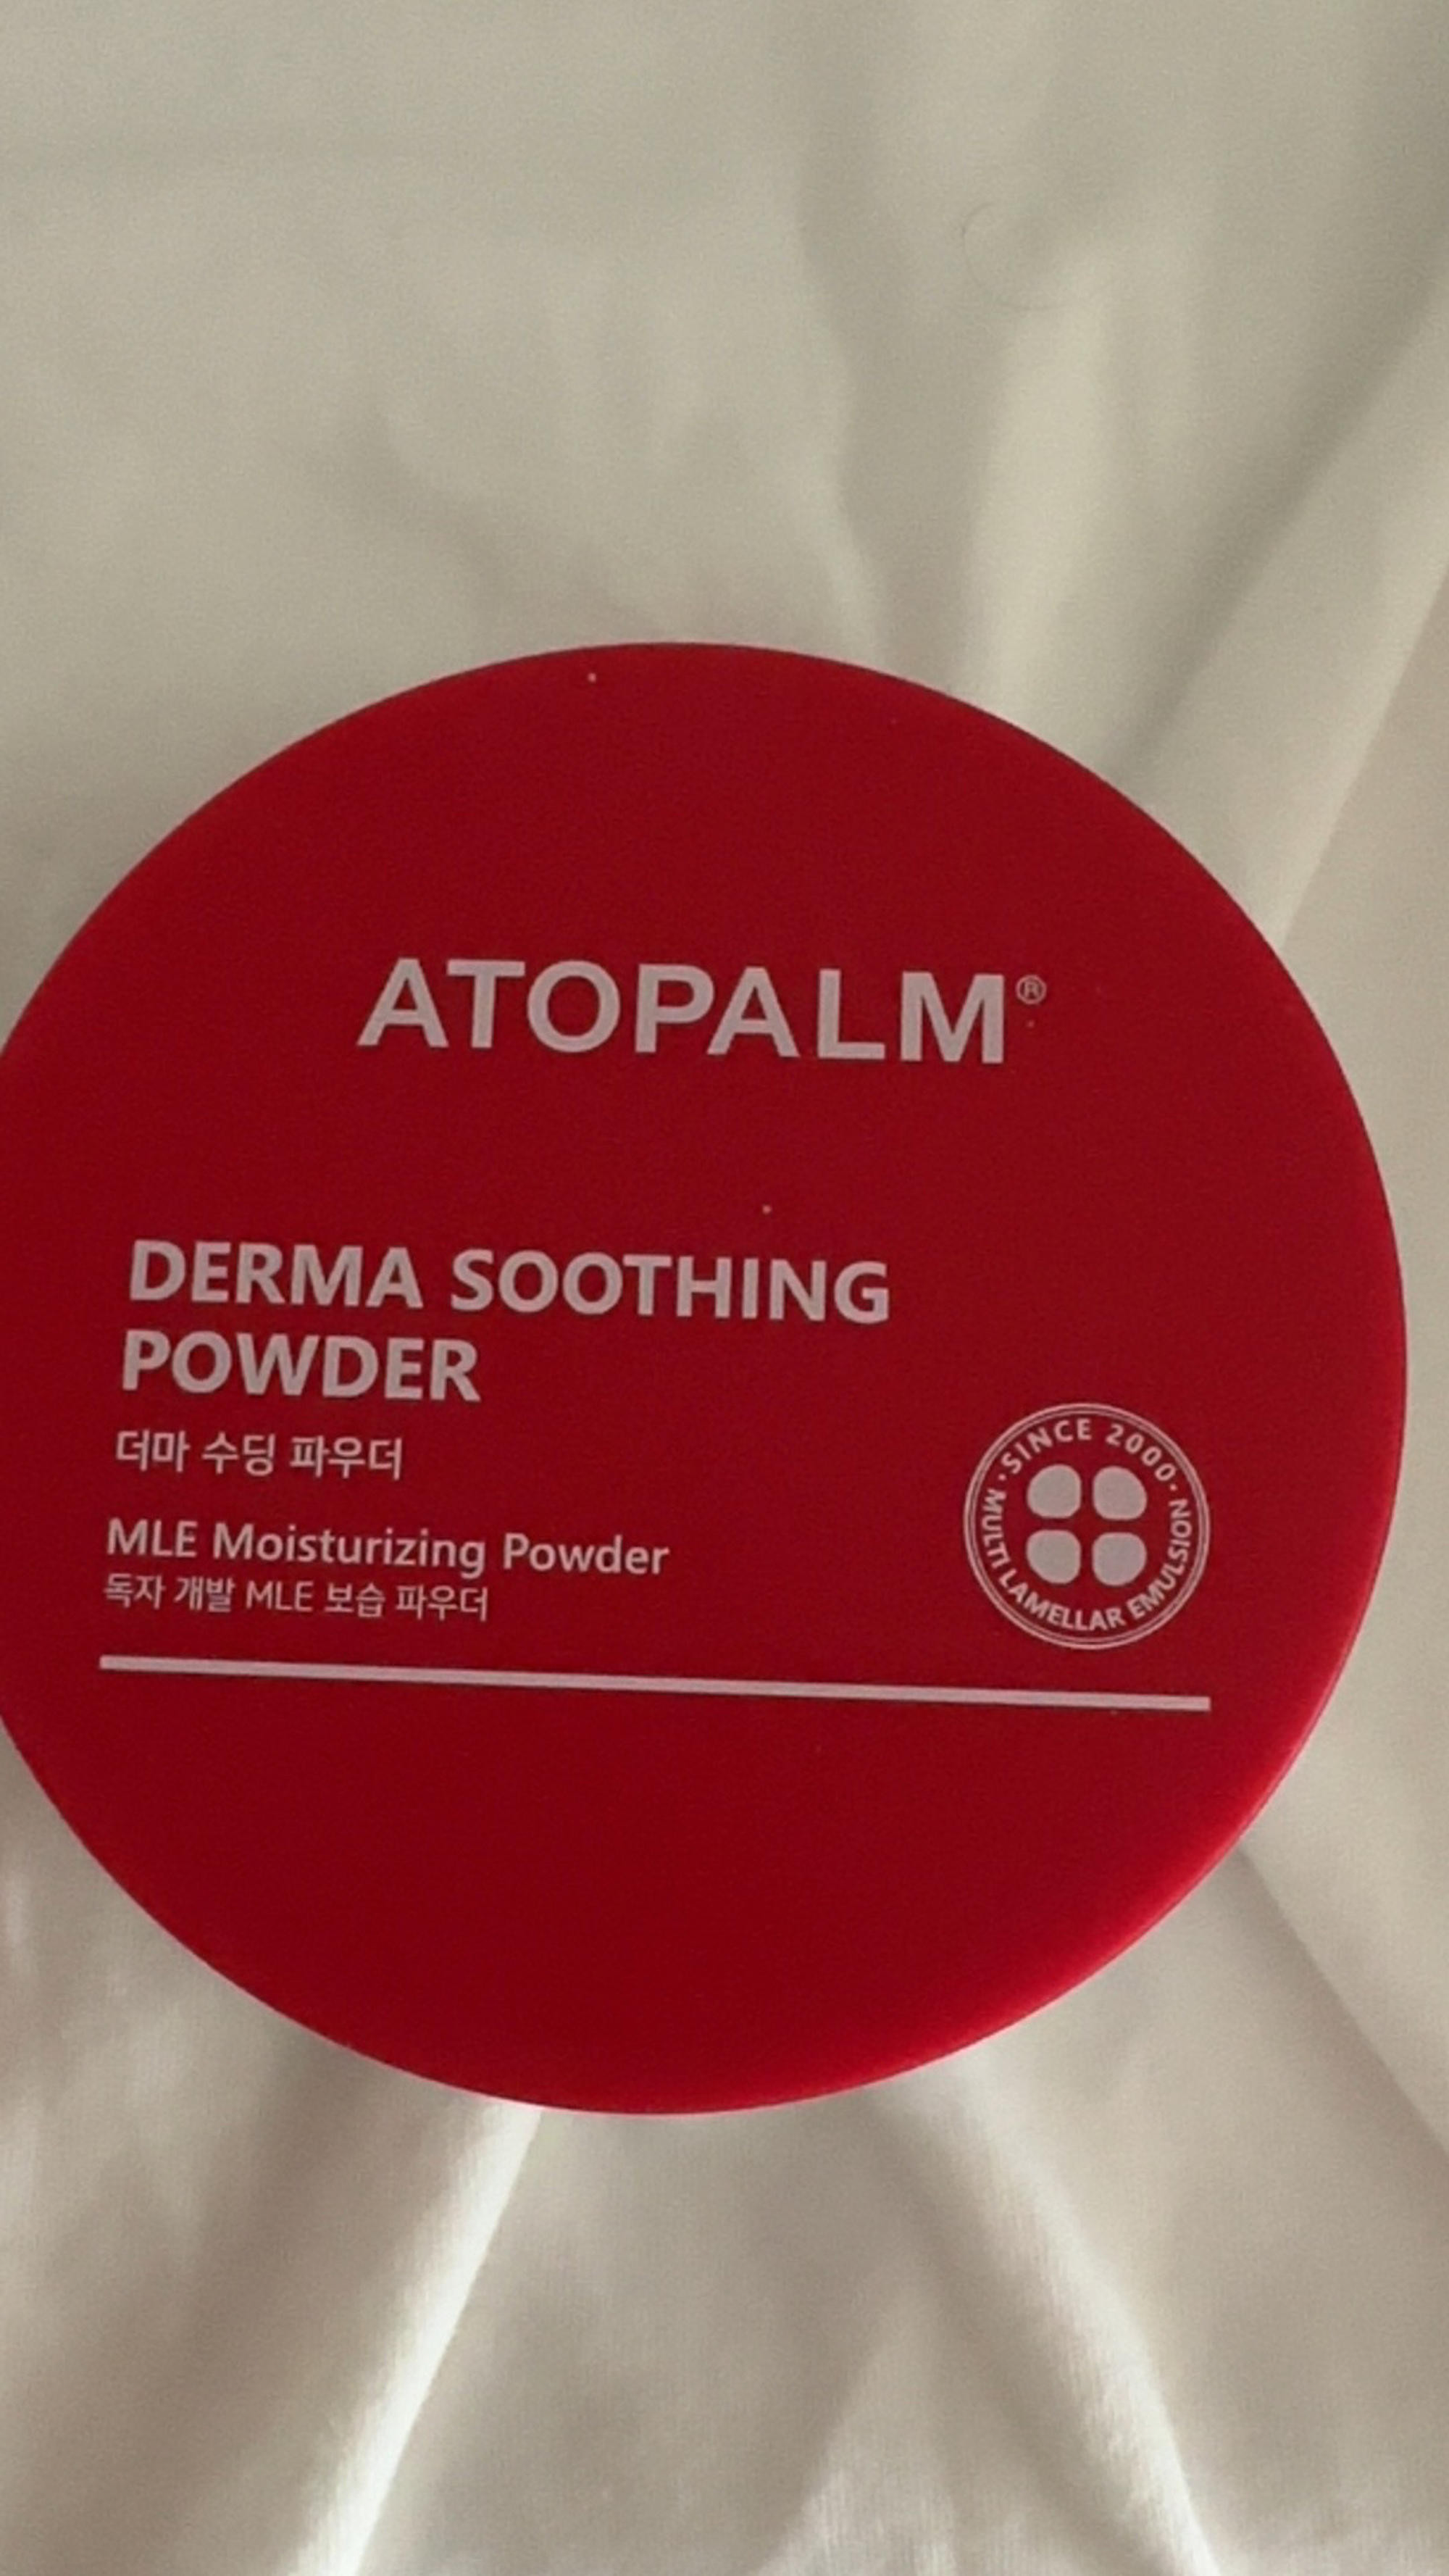 ATOPALM®
DERMA SOOTHING
POWDER
더마 수딩 파우더
MLE Moisturizing Powder
독자 개발 MLE 보습 파우더
·SINCE 2000·
MULTI LAMELLAR EMULSION